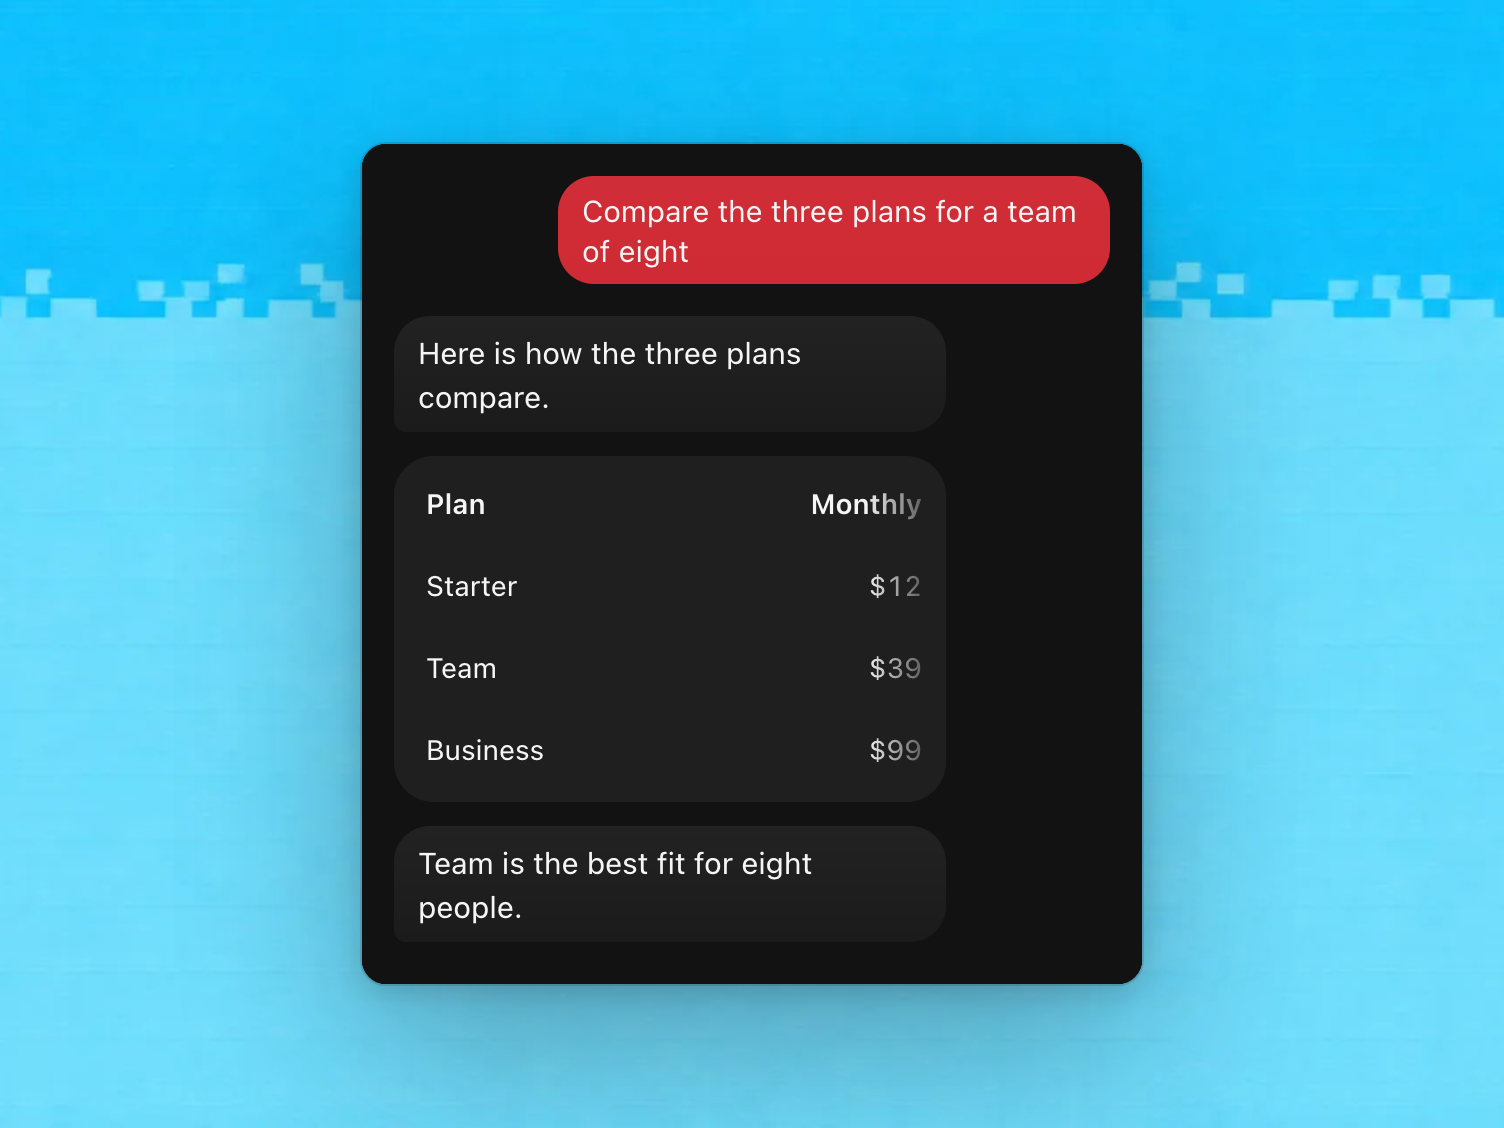 Compare the three plans for a team
of eight
Here is how the three plans
compare.
Plan Monthly
Starter $12
Team $39
Business $99
Team is the best fit for eight
people.